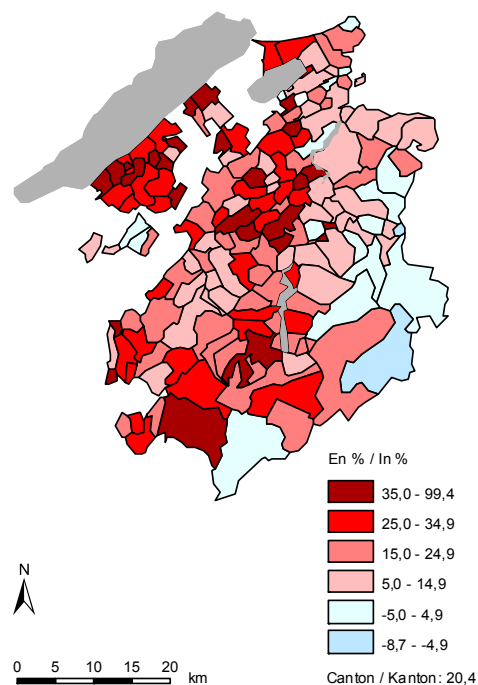 En % / In %
35,0 - 99,4
25,0 - 34,9
15,0 - 24,9
5,0 - 14,9
-5,0 - 4,9
-8,7 - -4,9
N
0 5 10 15 20 km
Canton / Kanton: 20,4